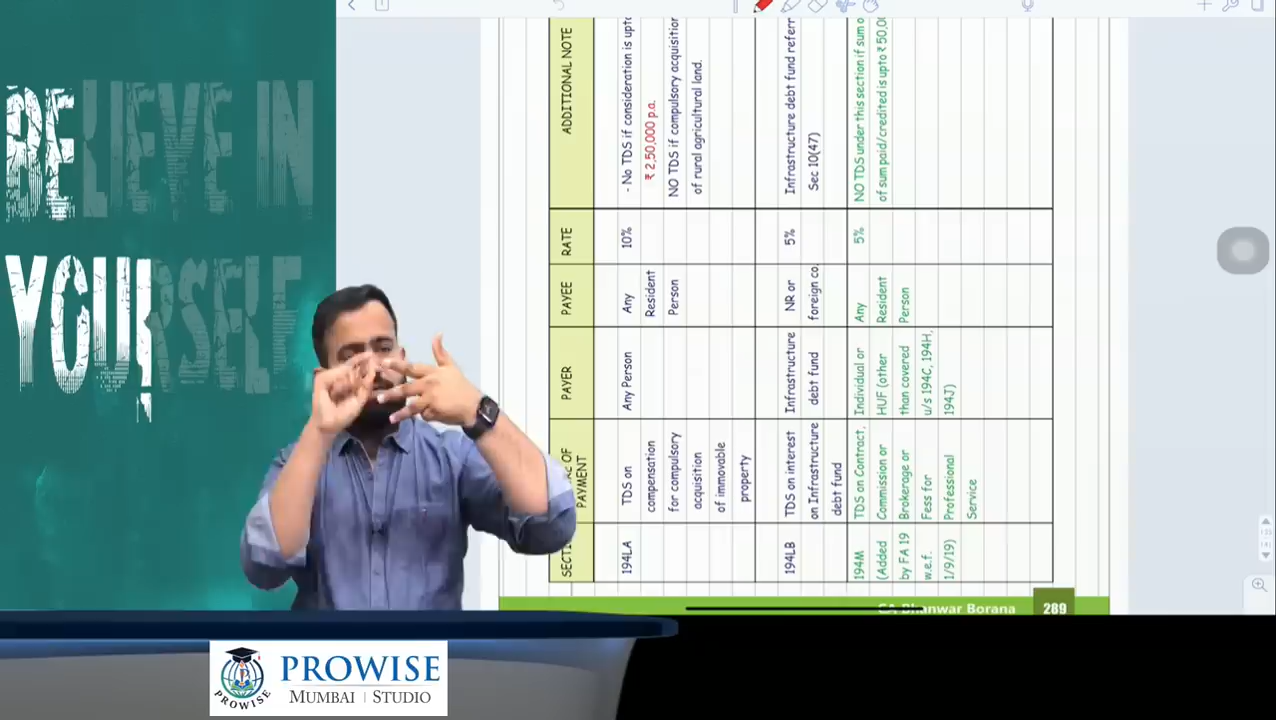 BELIEVE IN
YOURSELF
PAYMENT
PAYER
PAYEE
RATE
ADDITIONAL NOTE
194LA
TDS on
compensation
for compulsory
acquisition
of immovable
property
Any Person
Any
Resident
Person
10%
- No TDS if consideration is upto
₹ 2,50,000 p.a.
NO TDS if compulsory
of rural agricultural land.
194LB
TDS on interest
on Infrastructure
debt fund
Infrastructure
debt fund
NR or
foreign co.
5%
Infrastructure debt fund
Sec 10(47)
194M
(Added
by FA 19
w.e.f.
1/9/19)
TDS on Contract,
Commission or
Brokerage or
Fess for
Professional
Service
Individual or
HUF (other
than covered
u/s 194C, 194H,
194J)
Any
Resident
Person
5%
NO TDS under this section if sum
of sum paid/credited is upto ₹
CA Bhanwar Borana 289
PROWISE
PROWISE
MUMBAI | STUDIO